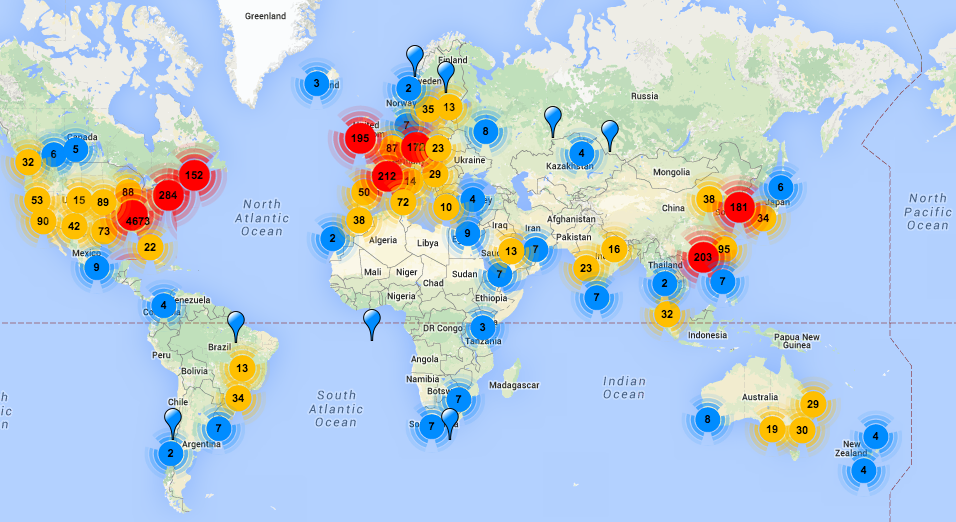 Greenland
Finland
3
2
Norway
35
13
Russia
7
8
195
87
23
Canada
32
6
5
Ukraine
4
Kazakhstan
152
212
14
29
Mongolia
53
15
89
88
284
50
72
10
4
38
China
181
34
6
Japan
90
42
73
4673
22
North
Atlantic
Ocean
38
2
Algeria
Libya
9
Iraq
Iran
Afghanistan
Pakistan
13
7
16
23
95
203
North
Pacific
Ocean
Mexico
9
Mali
Niger
Chad
Sudan
7
Thailand
2
7
7
4
Nigeria
Ethiopia
32
3
DR Congo
Tanzania
Indonesia
Papua New
Guinea
Brazil
Peru
Bolivia
13
34
Angola
Namibia
Madagascar
South
Atlantic
Ocean
Indian
Ocean
Australia
Chile
7
7
7
8
29
19
30
Argentina
2
New
Zealand
4
4